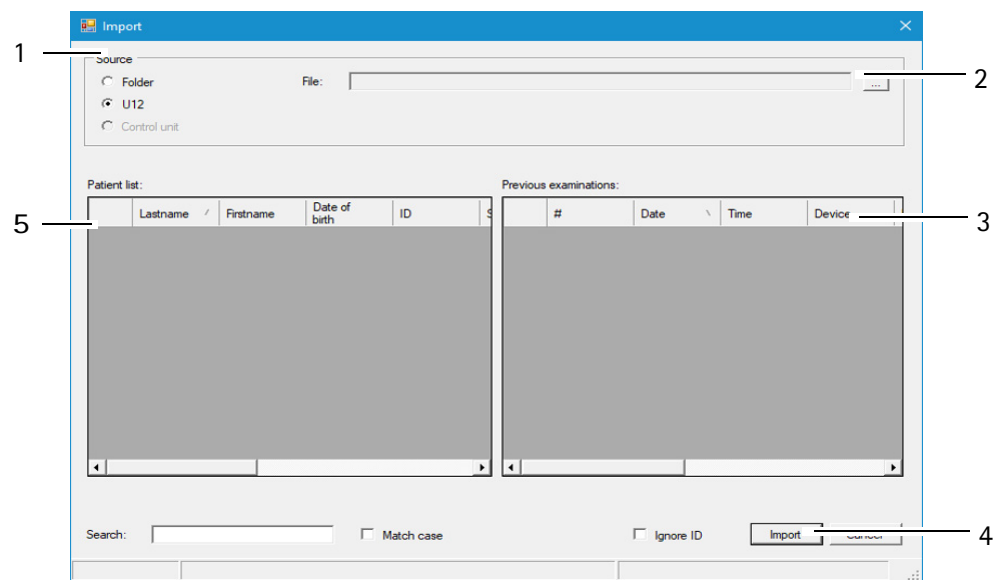 Import
1
Source
Folder
File:
...
2
U12
Control unit
Patient list:
Previous examinations:
5
Lastname
Firstname
Date of
birth
ID
S
#
Date
Time
Device
3
Search:
Match case
Ignore ID
Import
Cancel
4